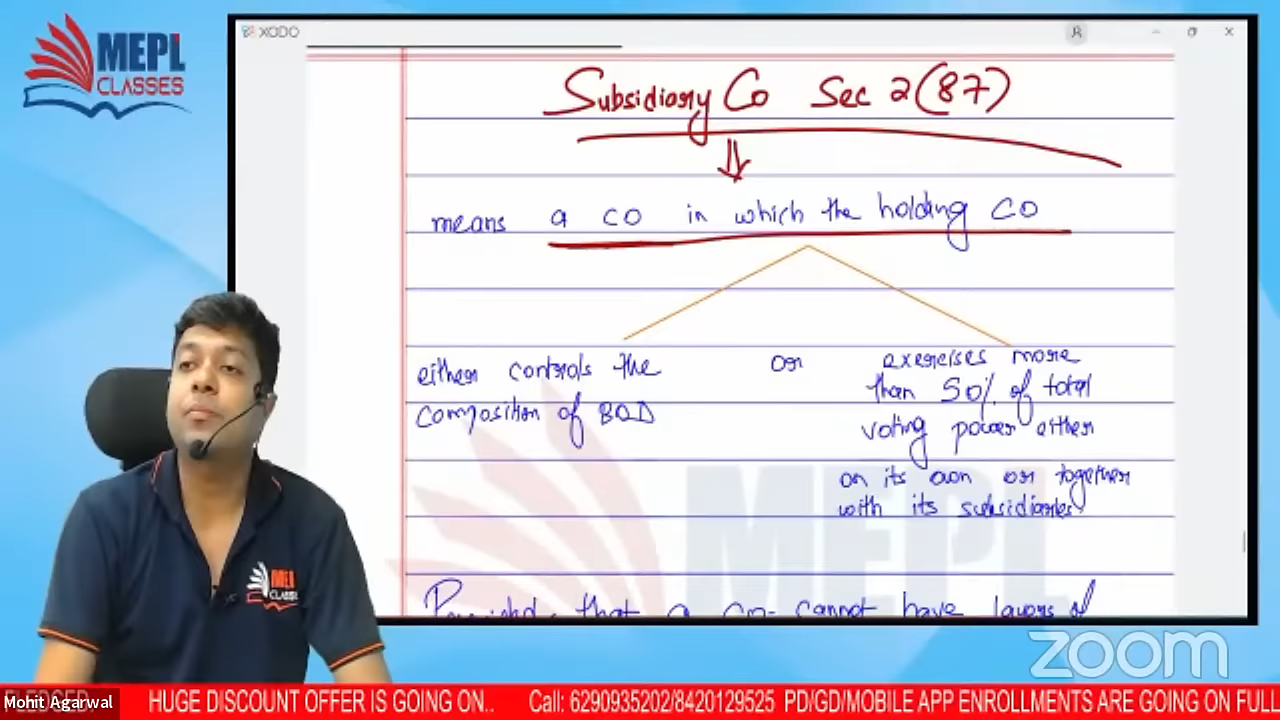 MEPL
CLASSES
XODO
Subsidiary Co Sec 2(87)
means a co in which the holding co
either controls the
composition of BOD
or
exercises more
than 50% of total
voting power either
on its own or together
with its subsidiaries
MEPL
Provided that a co cannot have layers of
MEPL
CLASSES
zoom
Mohit Agarwal
PLEDGED. HUGE DISCOUNT OFFER IS GOING ON.. Call: 6290935202/8420129525 PD/GD/MOBILE APP ENROLLMENTS ARE GOING ON FULL